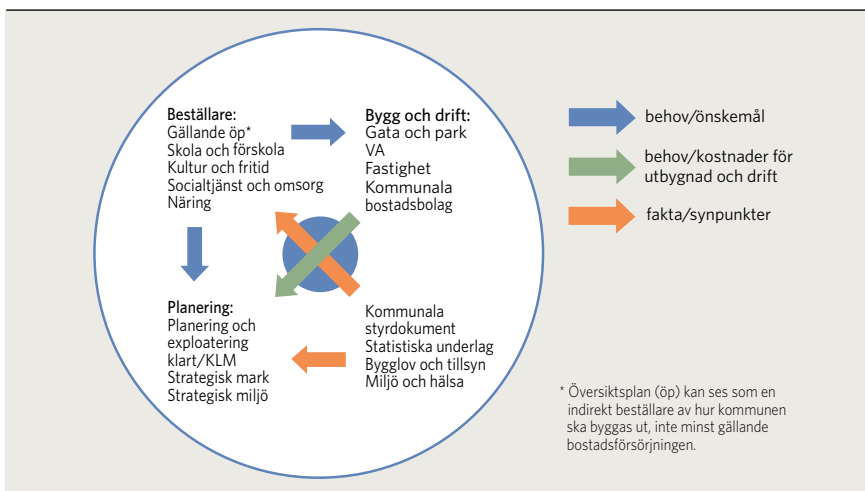 Beställare:
Gällande öp*
Skola och förskola
Kultur och fritid
Socialtjänst och omsorg
Näring
Bygg och drift:
Gata och park
VA
Fastighet
Kommunala
bostadsbolag
Planering:
Planering och
exploatering
klart/KLM
Strategisk mark
Strategisk miljö
Kommunala
styrdokument
Statistiska underlag
Bygglov och tillsyn
Miljö och hälsa
behov/önskemål
behov/kostnader för
utbygnad och drift
fakta/synpunkter
* Översiktsplan (öp) kan ses som en
indirekt beställare av hur kommunen
ska byggas ut, inte minst gällande
bostadsförsörjningen.